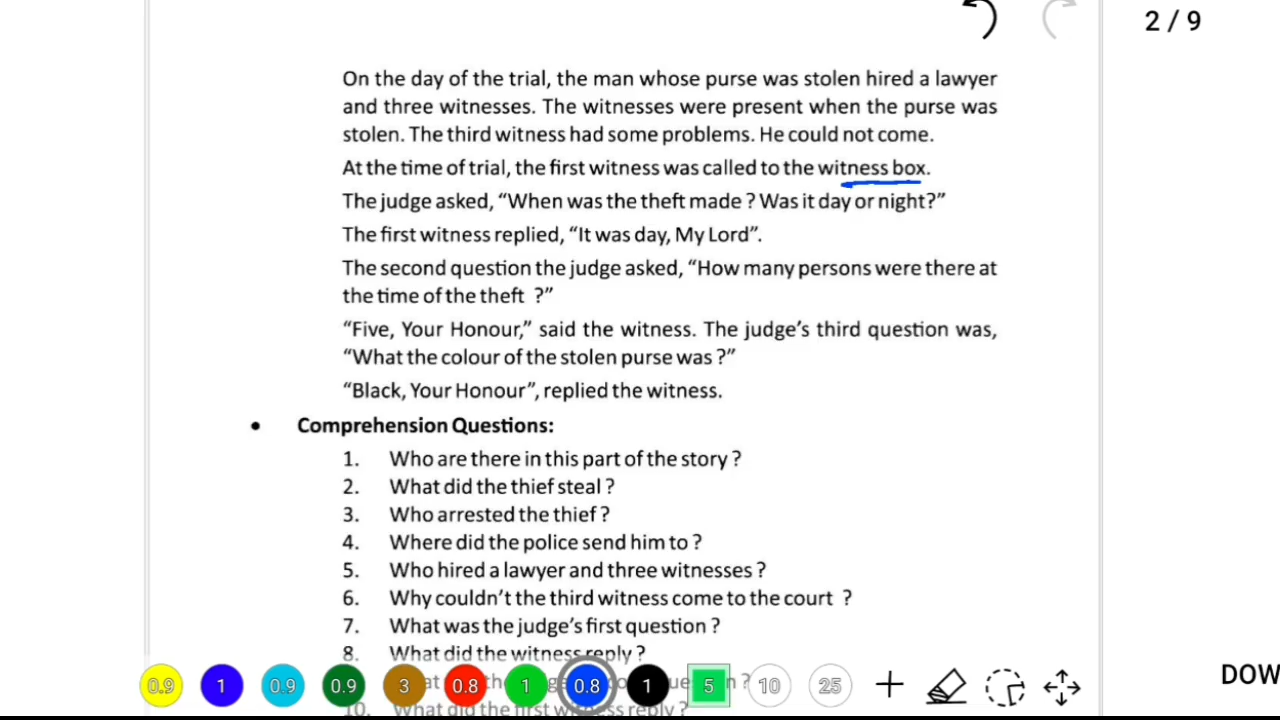 2 / 9
On the day of the trial, the man whose purse was stolen hired a lawyer
and three witnesses. The witnesses were present when the purse was
stolen. The third witness had some problems. He could not come.
At the time of trial, the first witness was called to the witness box.
The judge asked, “When was the theft made ? Was it day or night?”
The first witness replied, “It was day, My Lord”.
The second question the judge asked, “How many persons were there at
the time of the theft ?”
“Five, Your Honour,” said the witness. The judge’s third question was,
“What the colour of the stolen purse was ?”
“Black, Your Honour”, replied the witness.
• Comprehension Questions:
1. Who are there in this part of the story ?
2. What did the thief steal ?
3. Who arrested the thief ?
4. Where did the police send him to ?
5. Who hired a lawyer and three witnesses ?
6. Why couldn’t the third witness come to the court ?
7. What was the judge’s first question ?
8. What did the witness reply ?
10. What did the first witness reply ?
0.9 1 0.9 0.9 3 0.8 1 0.8 1 5 10 25
DOW